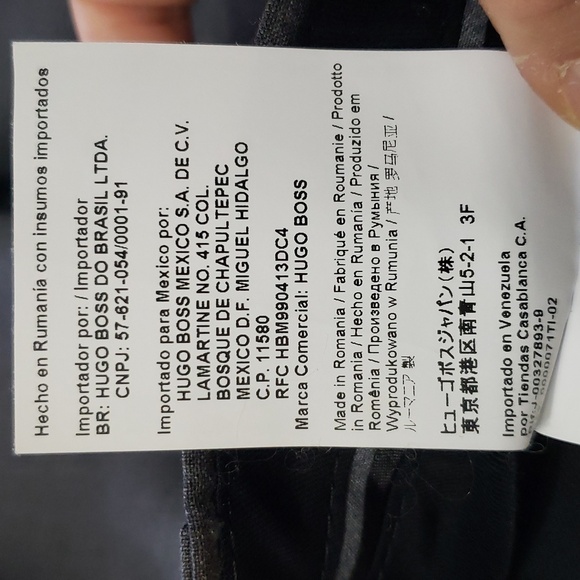 Hecho en Rumania con insumos importados
Importador por: / Importador
BR: HUGO BOSS DO BRASIL LTDA.
CNPJ: 57-621-054/0001-91
Importado para Mexico por:
HUGO BOSS MEXICO S.A. DE C.V.
LAMARTINE NO. 415 COL.
BOSQUE DE CHAPULTEPEC
MEXICO D.F. MIGUEL HIDALGO
C.P. 11580
RFC HBM990413DC4
Marca Comercial: HUGO BOSS
Made in Romania / Fabriqué en Roumanie / Prodotto
in Romania / Hecho en Rumania / Produzido em
Romênia / Произведено в Румыния /
Wyprodukowano w Rumunia / 产地 罗马尼亚 /
ルーマニア 製
ヒューゴボスジャパン(株)
東京都港区南青山5-2-1 3F
Importado en Venezuela
por Tiendas Casablanca C.A.
J-00327893-9